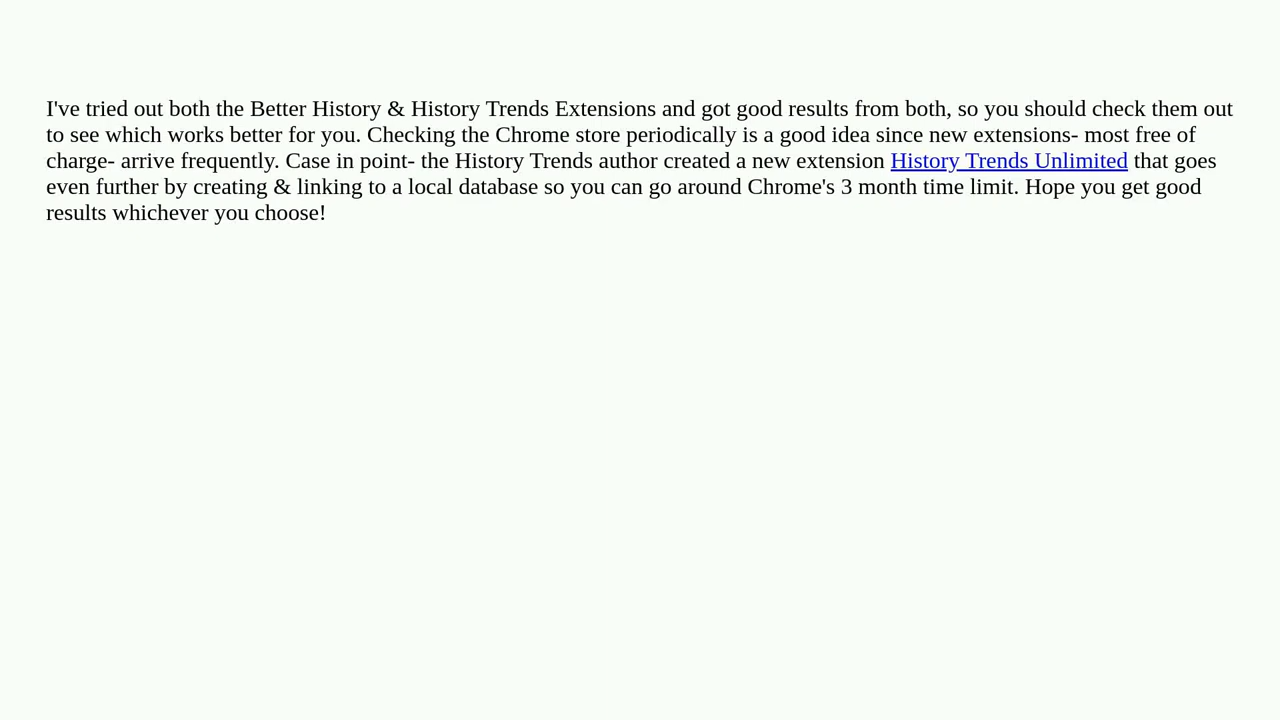 I've tried out both the Better History & History Trends Extensions and got good results from both, so you should check them out
to see which works better for you. Checking the Chrome store periodically is a good idea since new extensions- most free of
charge- arrive frequently. Case in point- the History Trends author created a new extension History Trends Unlimited that goes
even further by creating & linking to a local database so you can go around Chrome's 3 month time limit. Hope you get good
results whichever you choose!